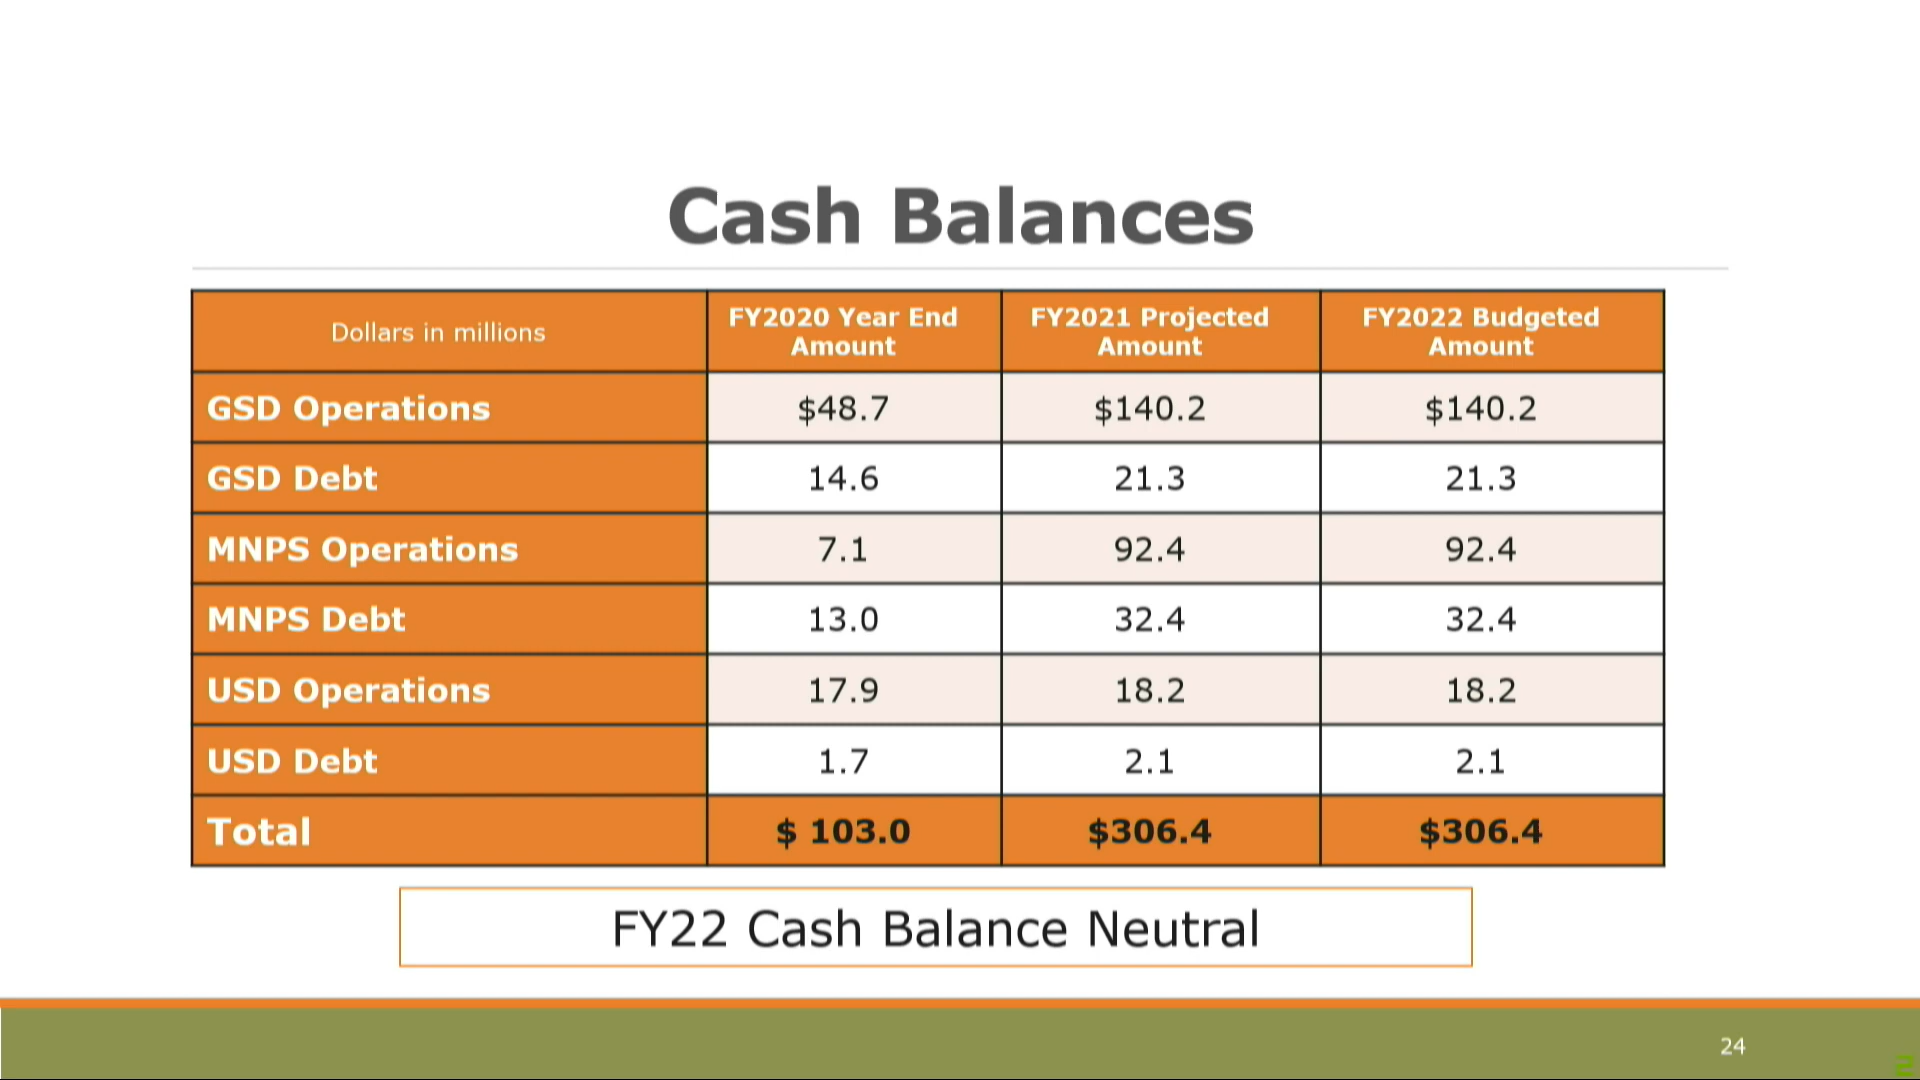 Cash Balances
Dollars in millions
FY2020 Year End
Amount
FY2021 Projected
Amount
FY2022 Budgeted
Amount
GSD Operations $48.7 $140.2 $140.2
GSD Debt 14.6 21.3 21.3
MNPS Operations 7.1 92.4 92.4
MNPS Debt 13.0 32.4 32.4
USD Operations 17.9 18.2 18.2
USD Debt 1.7 2.1 2.1
Total $ 103.0 $306.4 $306.4
FY22 Cash Balance Neutral
24